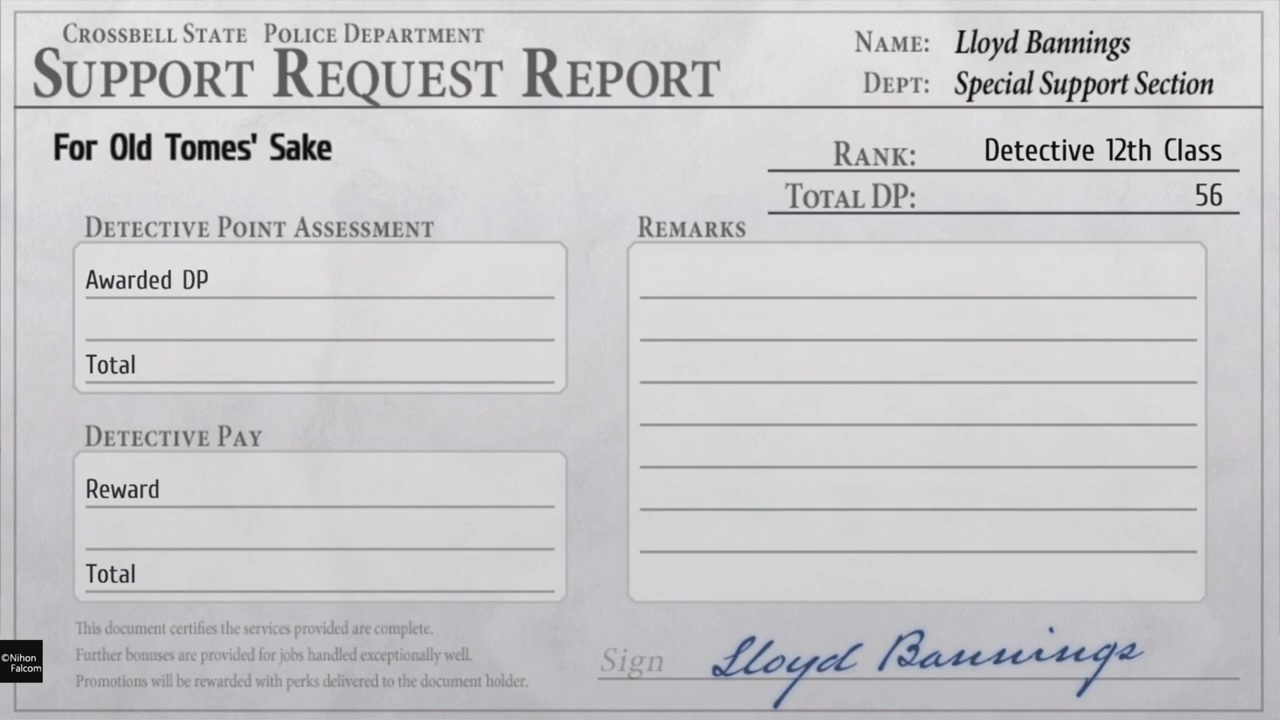 CROSSBELL STATE POLICE DEPARTMENT
SUPPORT REQUEST REPORT
NAME: Lloyd Bannings
DEPT: Special Support Section
For Old Tomes' Sake
RANK: Detective 12th Class
TOTAL DP: 56
DETECTIVE POINT ASSESSMENT
Awarded DP
Total
DETECTIVE PAY
Reward
Total
REMARKS
This document certifies the services provided are complete.
Further bonuses are provided for jobs handled exceptionally well.
Promotions will be rewarded with perks delivered to the document holder.
Sign Lloyd Bannings
©Nihon
Falcom